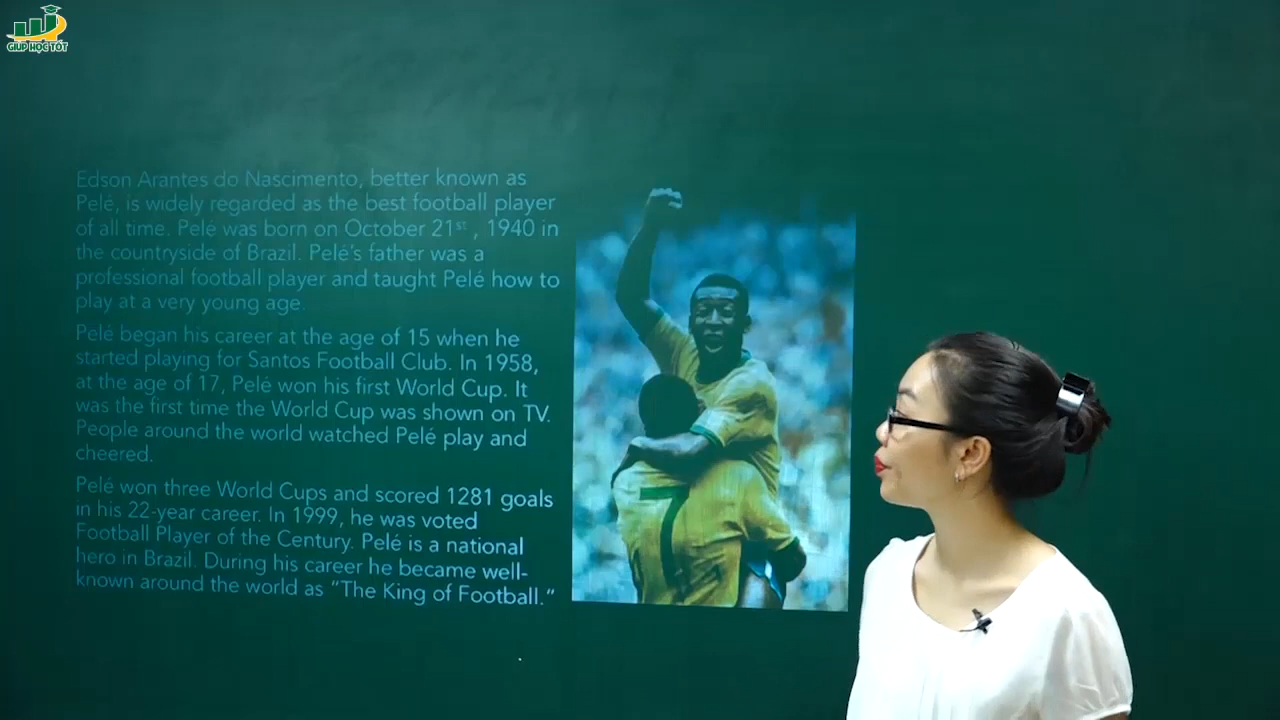 GIÚP HỌC TỐT
Edson Arantes do Nascimento, better known as
Pelé, is widely regarded as the best football player
of all time. Pelé was born on October 21st , 1940 in
the countryside of Brazil. Pelé's father was a
professional football player and taught Pelé how to
play at a very young age.
Pelé began his career at the age of 15 when he
started playing for Santos Football Club. In 1958,
at the age of 17, Pelé won his first World Cup. It
was the first time the World Cup was shown on TV.
People around the world watched Pelé play and
cheered.
Pelé won three World Cups and scored 1281 goals
in his 22-year career. In 1999, he was voted
Football Player of the Century. Pelé is a national
hero in Brazil. During his career he became well-
known around the world as “The King of Football.“
7